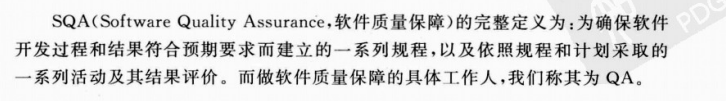 SQA(Software Quality Assurance,软件质量保障)的完整定义为:为确保软件
开发过程和结果符合预期要求而建立的一系列规程,以及依照规程和计划采取的
一系列活动及其结果评价。而做软件质量保障的具体工作人,我们称其为 QA。
PDG